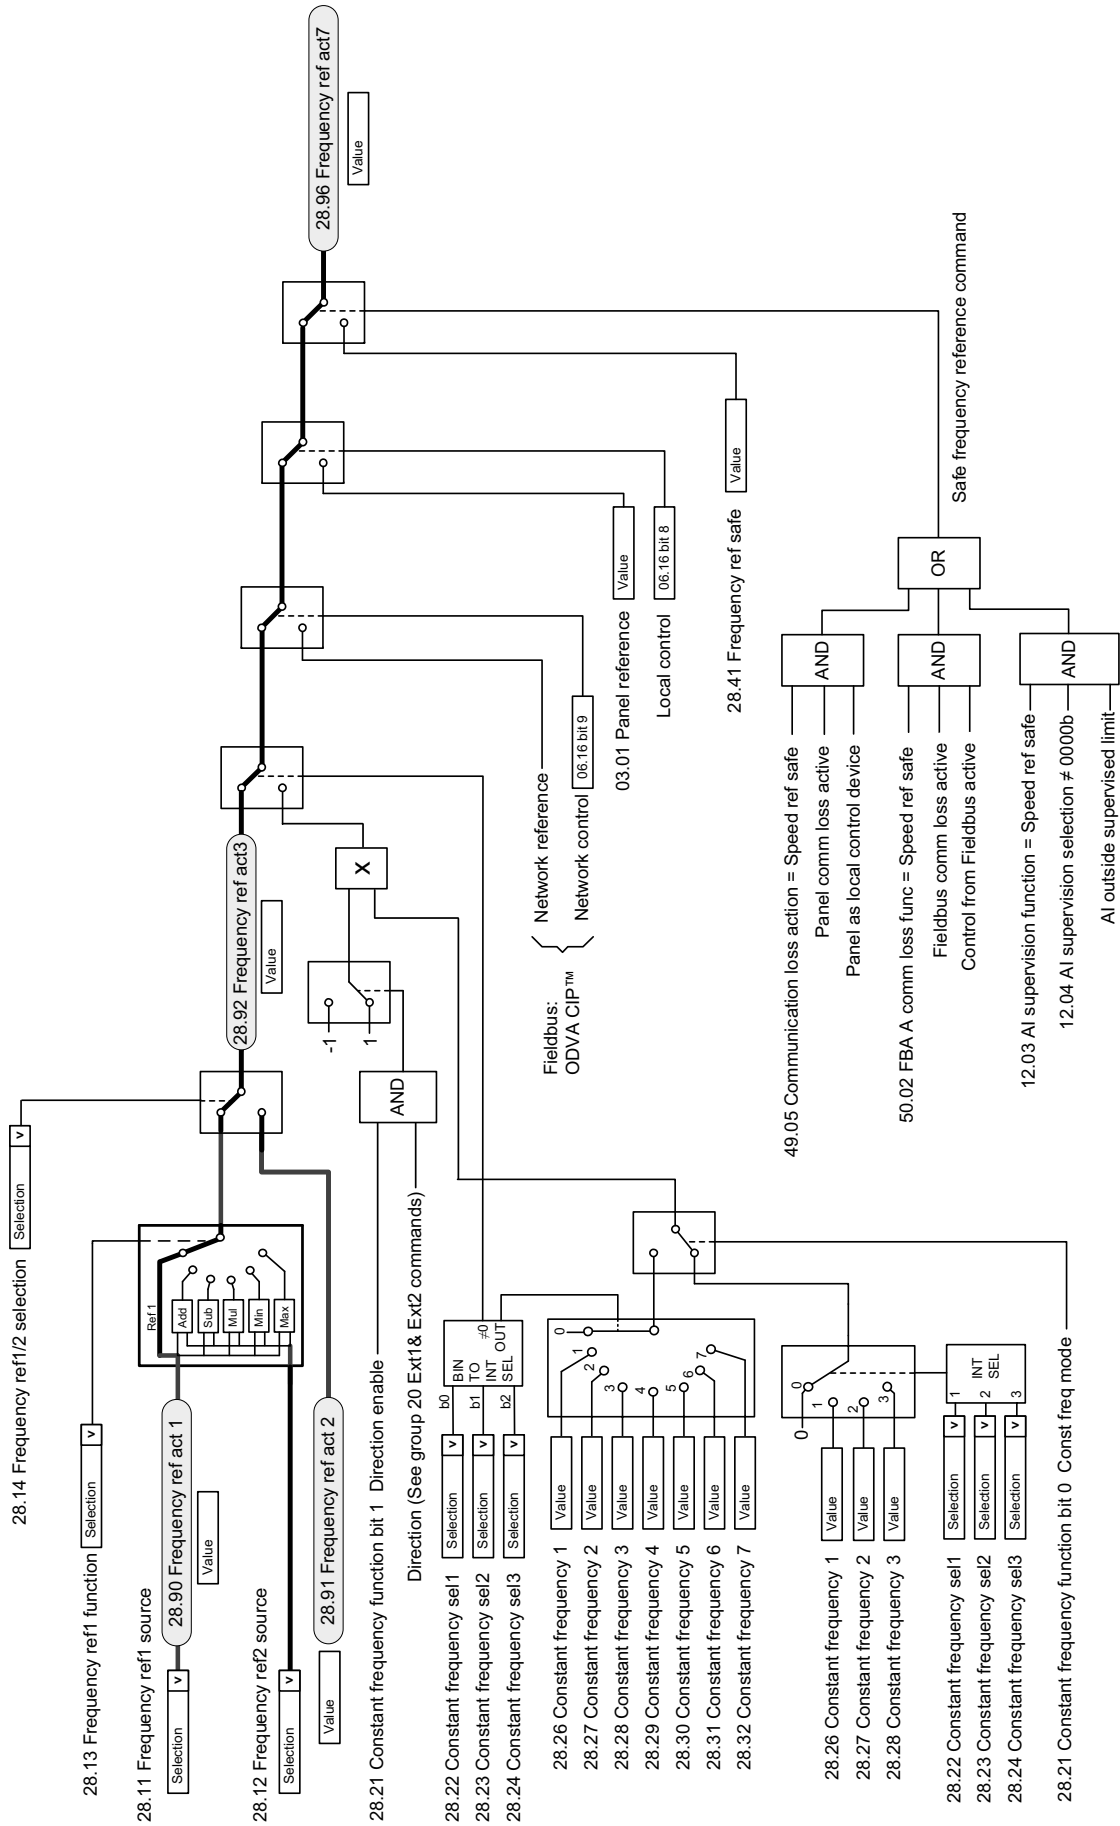 28.14 Frequency ref1/2 selection
Selection
v
28.13 Frequency ref1 function
Selection
v
28.11 Frequency ref1 source
Selection
v
28.90 Frequency ref act 1
Value
28.12 Frequency ref2 source
Selection
v
Ref 1
Add
Sub
Mul
Min
Max
Value
28.91 Frequency ref act 2
28.92 Frequency ref act3
Value
28.96 Frequency ref act7
Value
28.21 Constant frequency function bit 1 Direction enable
Direction (See group 20 Ext1& Ext2 commands)
AND
-1
1
X
28.22 Constant frequency sel1
Selection
v
b0
28.23 Constant frequency sel2
Selection
v
b1
28.24 Constant frequency sel3
Selection
v
b2
BIN
TO
INT
SEL
≠0
OUT
28.26 Constant frequency 1
Value
28.27 Constant frequency 2
Value
28.28 Constant frequency 3
Value
28.29 Constant frequency 4
Value
28.30 Constant frequency 5
Value
28.31 Constant frequency 6
Value
28.32 Constant frequency 7
Value
0
1
2
3
4
5
6
7
28.26 Constant frequency 1
Value
28.27 Constant frequency 2
Value
28.28 Constant frequency 3
Value
0
0
1
2
3
28.22 Constant frequency sel1
Selection
v
1
28.23 Constant frequency sel2
Selection
v
2
28.24 Constant frequency sel3
Selection
v
3
INT
SEL
28.21 Constant frequency function bit 0 Const freq mode
Fieldbus:
ODVA CIP™
Network reference
Network control
06.16 bit 9
03.01 Panel reference
Value
Local control
06.16 bit 8
28.41 Frequency ref safe
Value
49.05 Communication loss action = Speed ref safe
Panel comm loss active
Panel as local control device
AND
50.02 FBA A comm loss func = Speed ref safe
Fieldbus comm loss active
Control from Fieldbus active
AND
12.03 AI supervision function = Speed ref safe
12.04 AI supervision selection ≠ 0000b
AI outside supervised limit
AND
OR
Safe frequency reference command